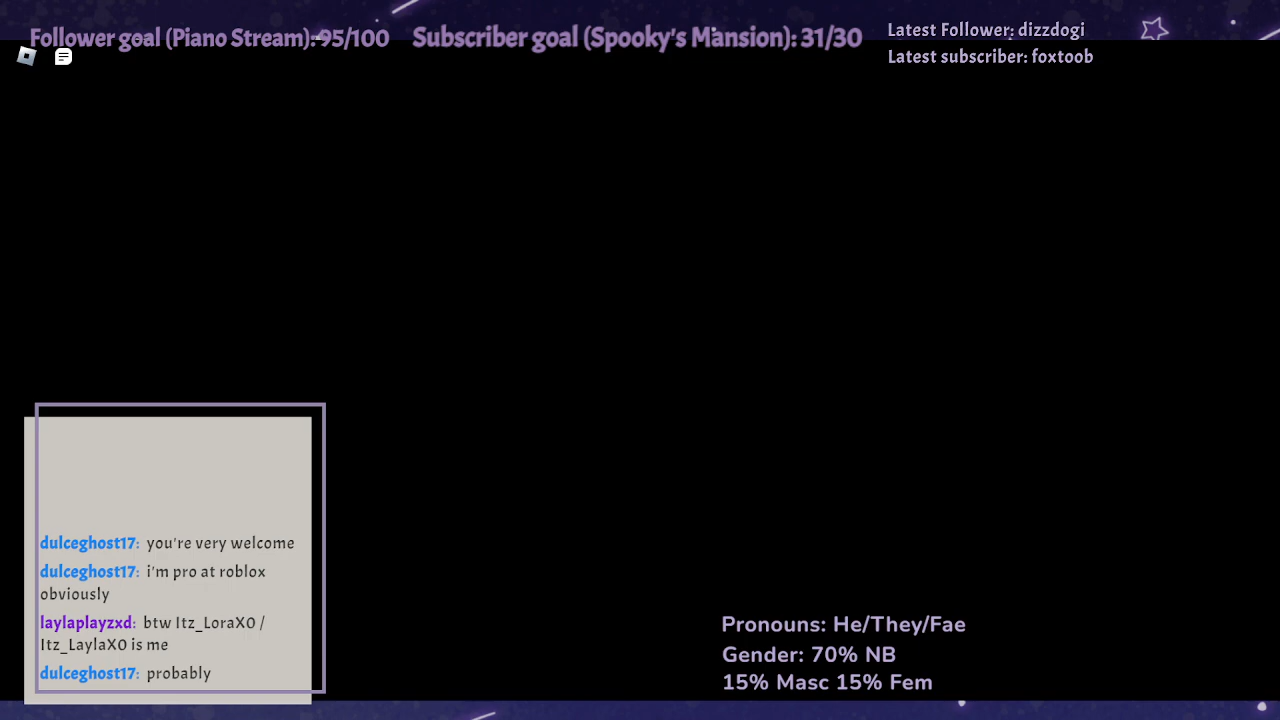 Follower goal (Piano Stream): 95/100
Subscriber goal (Spooky's Mansion): 31/30
Latest Follower: dizzdogi
Latest subscriber: foxtoob
dulceghost17: you're very welcome
dulceghost17: i'm pro at roblox
obviously
laylaplayzxd: btw Itz_LoraX0 /
Itz_LaylaX0 is me
dulceghost17: probably
Pronouns: He/They/Fae
Gender: 70% NB
15% Masc 15% Fem